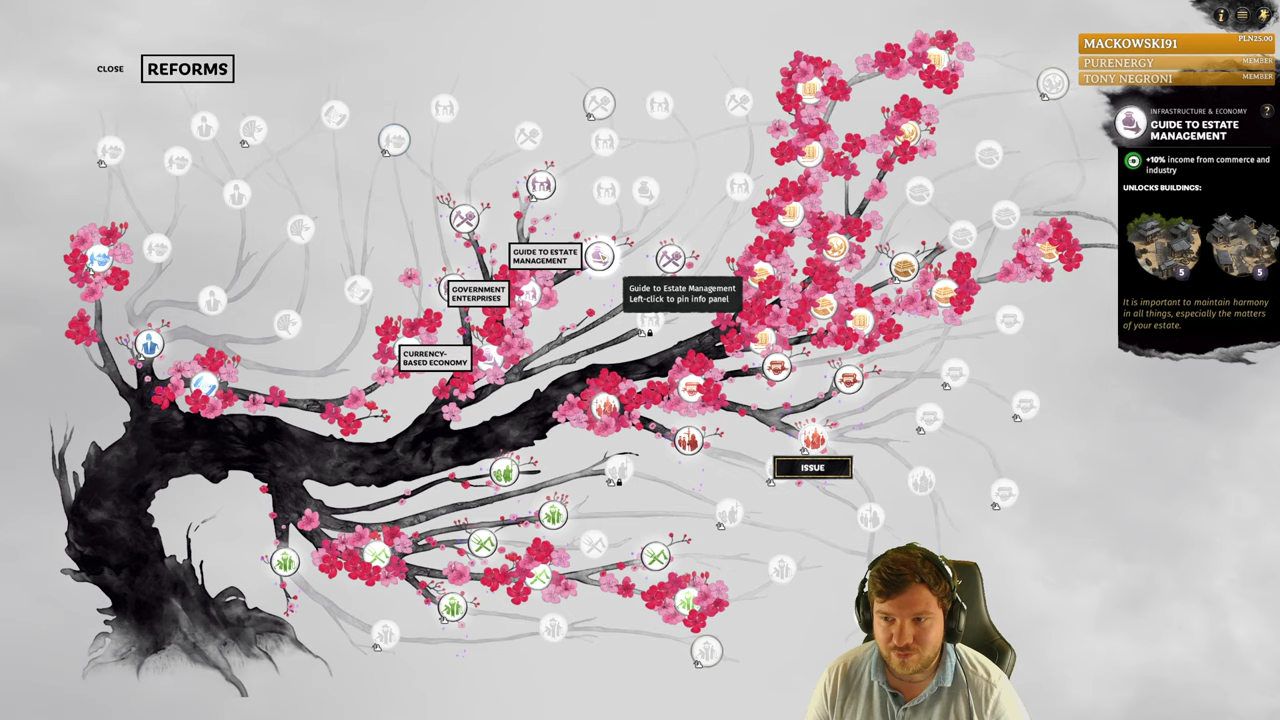 CLOSE
REFORMS
MACKOWSKI91
PLN25.00
PURENERGY
MEMBER
TONY NEGRONI
MEMBER
INFRASTRUCTURE & ECONOMY
?
GUIDE TO ESTATE
MANAGEMENT
+10% income from commerce and
industry
UNLOCKS BUILDINGS:
5
5
It is important to maintain harmony
in all things, especially the matters
of your estate.
GUIDE TO ESTATE
MANAGEMENT
GOVERNMENT
ENTERPRISES
Guide to Estate Management
Left-click to pin info panel
CURRENCY-
BASED ECONOMY
ISSUE